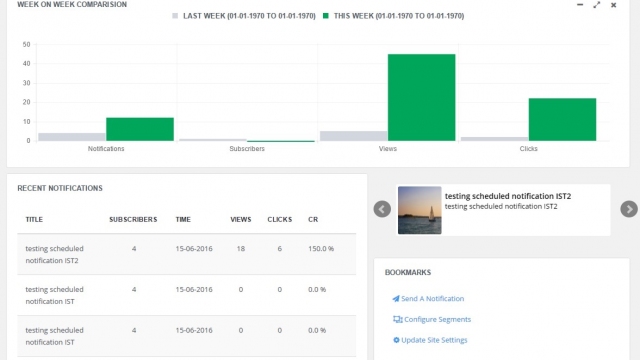 WEEK ON WEEK COMPARISION
LAST WEEK (01-01-1970 TO 01-01-1970) THIS WEEK (01-01-1970 TO 01-01-1970)
50
40
30
20
10
0
Notifications Subscribers Views Clicks
RECENT NOTIFICATIONS
TITLE SUBSCRIBERS TIME VIEWS CLICKS CR
testing scheduled notification IST2 4 15-06-2016 18 6 150.0 %
testing scheduled notification IST 4 15-06-2016 0 0 0.0 %
testing scheduled notification IST 4 15-06-2016 0 0 0.0 %
testing scheduled notification IST2
testing scheduled notification IST2
BOOKMARKS
Send A Notification
Configure Segments
Update Site Settings